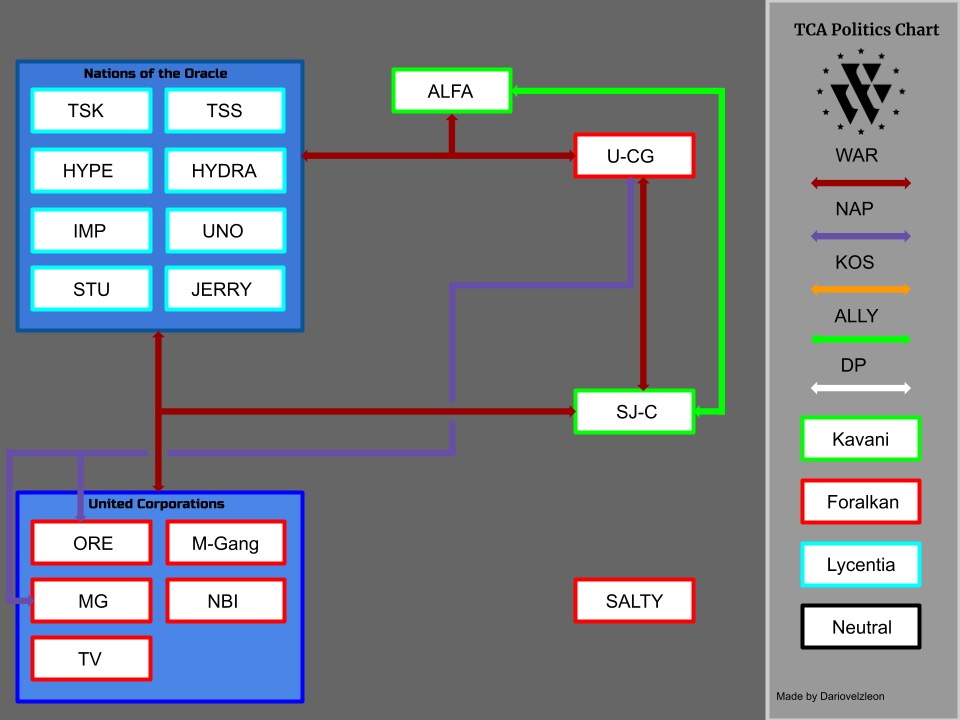 TCA Politics Chart
Nations of the Oracle
TSK
TSS
HYPE
HYDRA
IMP
UNO
STU
JERRY
ALFA
U-CG
SJ-C
United Corporations
ORE
M-Gang
MG
NBI
TV
SALTY
WAR
NAP
KOS
ALLY
DP
Kavani
Foralkan
Lycentia
Neutral
Made by Dariovelzleon